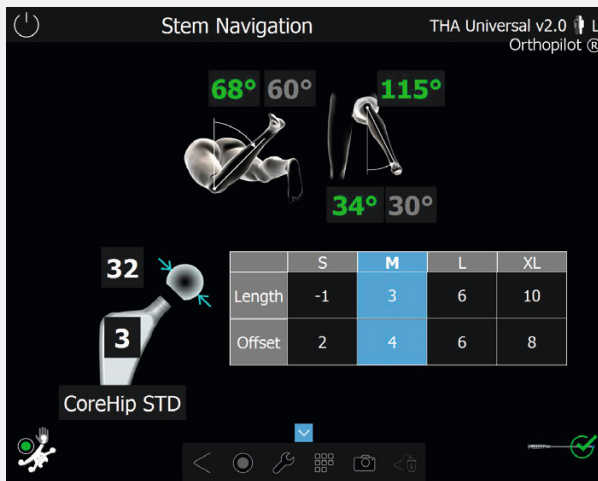 Stem Navigation
THA Universal v2.0 L
Orthopilot ®
68° 60° 115°
34° 30°
32
3
CoreHip STD
S M L XL
Length -1 3 6 10
Offset 2 4 6 8